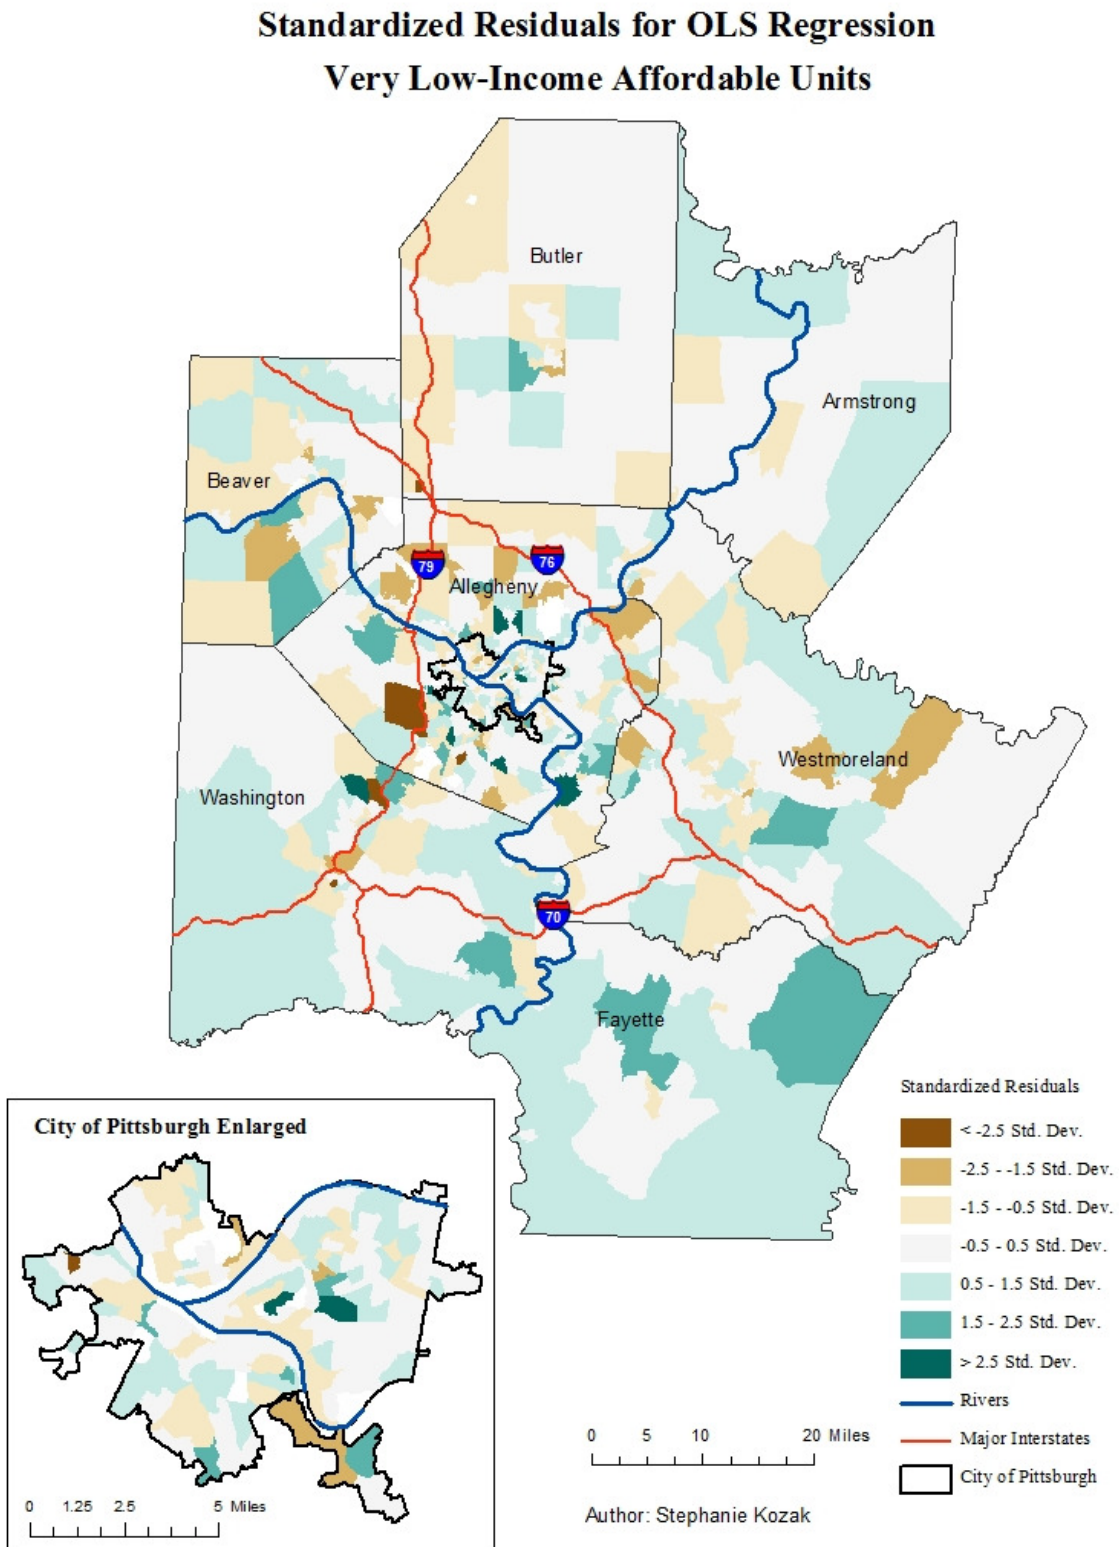 Standardized Residuals for OLS Regression
Very Low-Income Affordable Units
Butler
Armstrong
Beaver
79
76
Allegheny
Westmoreland
Washington
70
Fayette
City of Pittsburgh Enlarged
0 1.25 2.5 5 Miles
Standardized Residuals
< -2.5 Std. Dev.
-2.5 - -1.5 Std. Dev.
-1.5 - -0.5 Std. Dev.
-0.5 - 0.5 Std. Dev.
0.5 - 1.5 Std. Dev.
1.5 - 2.5 Std. Dev.
> 2.5 Std. Dev.
Rivers
Major Interstates
City of Pittsburgh
0 5 10 20 Miles
Author: Stephanie Kozak